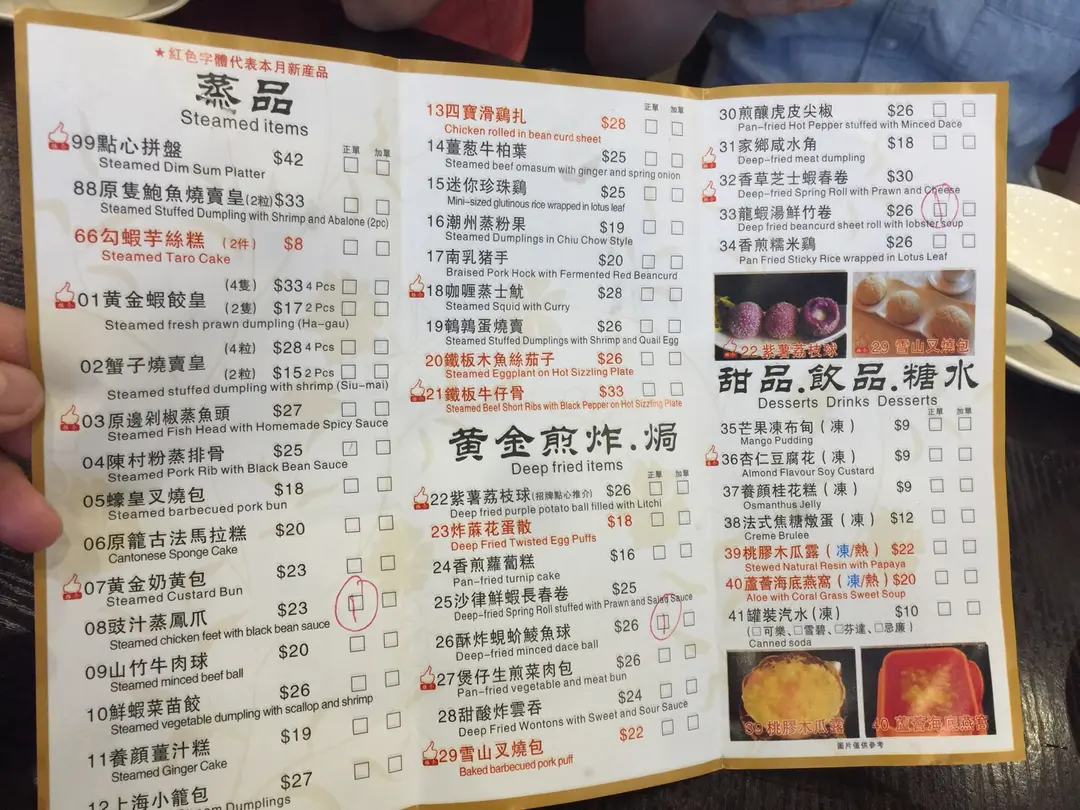 ★紅色字體代表本月新産品
蒸品
Steamed items
正單 加單
99點心拼盤 $42
Steamed Dim Sum Platter
88原隻鮑魚燒賣皇(2粒) $33
Steamed Stuffed Dumpling with Shrimp and Abalone (2pc)
66勾蝦芋絲糕 (2件) $8
Steamed Taro Cake
01黄金蝦餃皇 (4隻) $33 4 Pcs
(2隻) $17 2 Pcs
Steamed fresh prawn dumpling (Ha-gau)
02蟹子燒賣皇 (4粒) $28 4 Pcs
(2粒) $15 2 Pcs
Steamed stuffed dumpling with shrimp (Siu-mai)
03原邊剁椒蒸魚頭 $27
Steamed Fish Head with Homemade Spicy Sauce
04陳村粉蒸排骨 $25
Steamed Pork Rib with Black Bean Sauce
05蠔皇叉燒包 $18
Steamed barbecued pork bun
06原籠古法馬拉糕 $20
Cantonese Sponge Cake
07黄金奶黄包 $23
Steamed Custard Bun
08豉汁蒸鳳爪 $23
Steamed chicken feet with black bean sauce
09山竹牛肉球 $20
Steamed minced beef ball
10鮮蝦菜苗餃 $26
Steamed vegetable dumpling with scallop and shrimp
11養顔薑汁糕 $19
Steamed Ginger Cake
12上海小籠包 $27
Dumplings
正單 加單
13四寶滑鷄扎 $28
Chicken rolled in bean curd sheet
14薑葱牛柏葉 $25
Steamed beef omasum with ginger and spring onion
15迷你珍珠鷄 $25
Mini-sized glutinous rice wrapped in lotus leaf
16潮州蒸粉果 $19
Steamed Dumplings in Chiu Chow Style
17南乳猪手 $20
Braised Pork Hock with Fermented Red Beancurd
18咖喱蒸士魷 $28
Steamed Squid with Curry
19鵪鶉蛋燒賣 $26
Steamed Stuffed Dumplings with Shrimp and Quail Egg
20鐵板木魚絲茄子 $26
Steamed Eggplant on Hot Sizzling Plate
21鐵板牛仔骨 $33
Steamed Beef Short Ribs with Black Pepper on Hot Sizzling Plate
黄金煎炸.焗
Deep fried items
正單 加單
22紫薯荔枝球(招牌點心推介) $26
Deep fried purple potato ball filled with Litchi
23炸蔴花蛋散 $18
Deep Fried Twisted Egg Puffs
24香煎蘿蔔糕 $16
Pan-fried turnip cake
25沙律鮮蝦長春卷 $25
Deep-fried Spring Roll stuffed with Prawn and Salad Sauce
26酥炸蜆蚧鯪魚球 $26
Deep-fried minced dace ball
27煲仔生煎菜肉包 $26
Pan-fried vegetable and meat bun
28甜酸炸雲吞 $24
Deep Fried Wontons with Sweet and Sour Sauce
29雪山叉燒包 $22
Baked barbecued pork puff
30煎釀虎皮尖椒 $26
Pan-fried Hot Pepper stuffed with Minced Dace
31家鄉咸水角 $18
Deep-fried meat dumpling
32香草芝士蝦春卷 $30
Deep-fried Spring Roll with Prawn and Cheese
33龍蝦湯鮮竹卷 $26
Deep fried beancurd sheet roll with lobster soup
34香煎糯米鷄 $26
Pan Fried Sticky Rice wrapped in Lotus Leaf
22 紫薯荔枝球
29 雪山叉燒包
甜品.飲品.糖水
Desserts Drinks Desserts
正單 加單
35芒果凍布甸(凍) $9
Mango Pudding
36杏仁豆腐花(凍) $9
Almond Flavour Soy Custard
37養顔桂花糕(凍) $9
Osmanthus Jelly
38法式焦糖燉蛋(凍) $12
Creme Brulee
39桃膠木瓜露(凍/熱) $22
Stewed Natural Resin with Papaya
40蘆薈海底燕窩(凍/熱) $20
Aloe with Coral Grass Sweet Soup
41罐裝汽水(凍) $10
(□可樂、□雪碧、□芬達、□忌廉)
Canned soda
39 桃膠木瓜露
40 蘆薈海底燕窩
圖片僅供參考